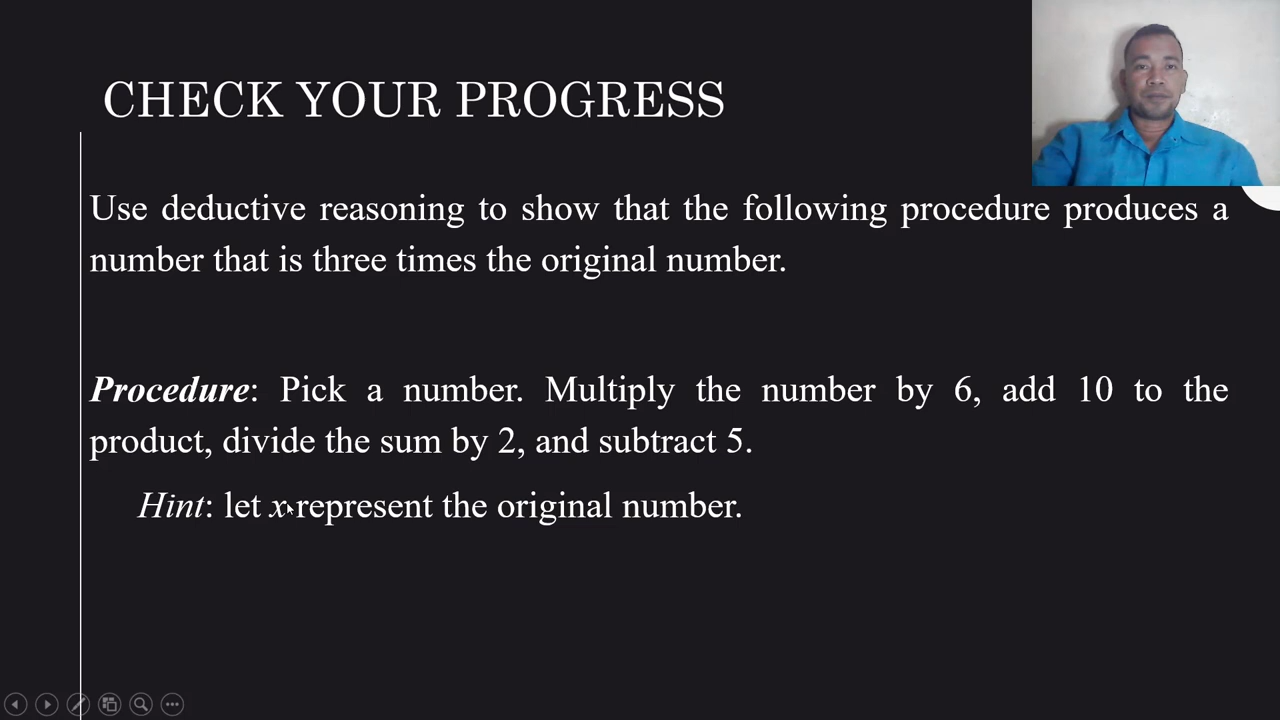 CHECK YOUR PROGRESS
Use deductive reasoning to show that the following procedure produces a
number that is three times the original number.
Procedure: Pick a number. Multiply the number by 6, add 10 to the
product, divide the sum by 2, and subtract 5.
Hint: let x represent the original number.